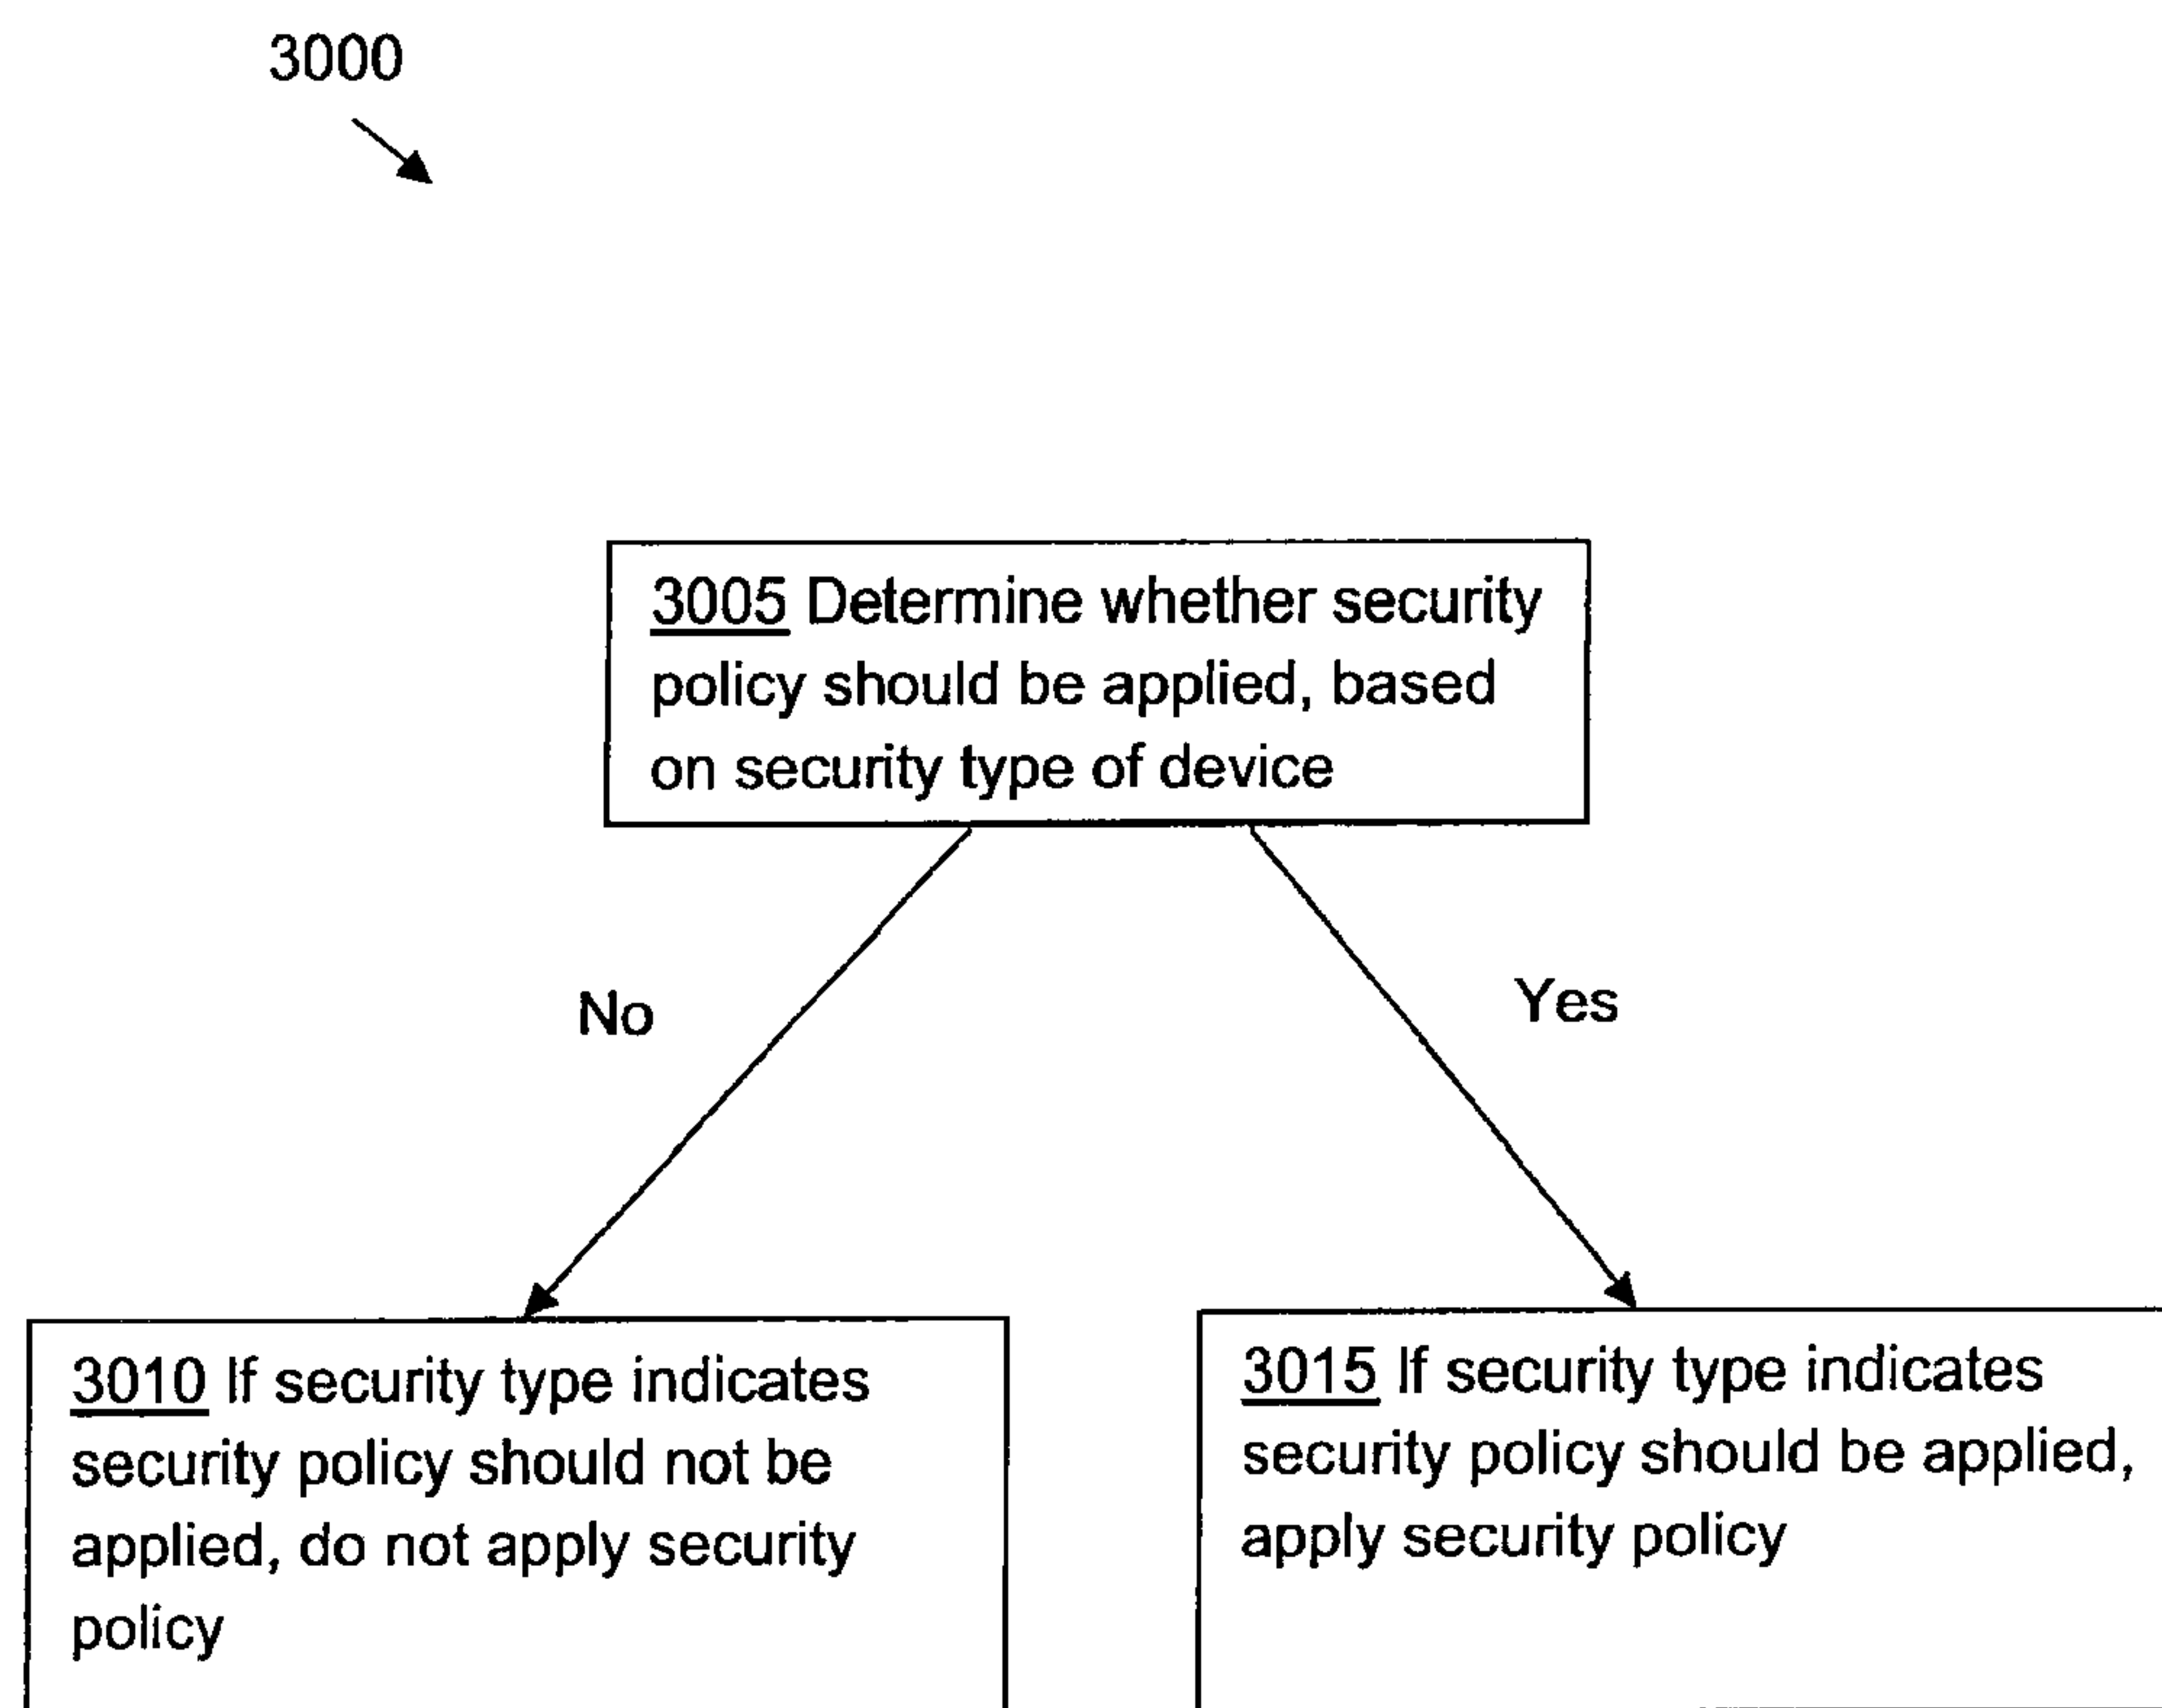 3000
3005 Determine whether security
policy should be applied, based
on security type of device
No
Yes
3010 If security type indicates
security policy should not be
applied, do not apply security
policy
3015 If security type indicates
security policy should be applied,
apply security policy